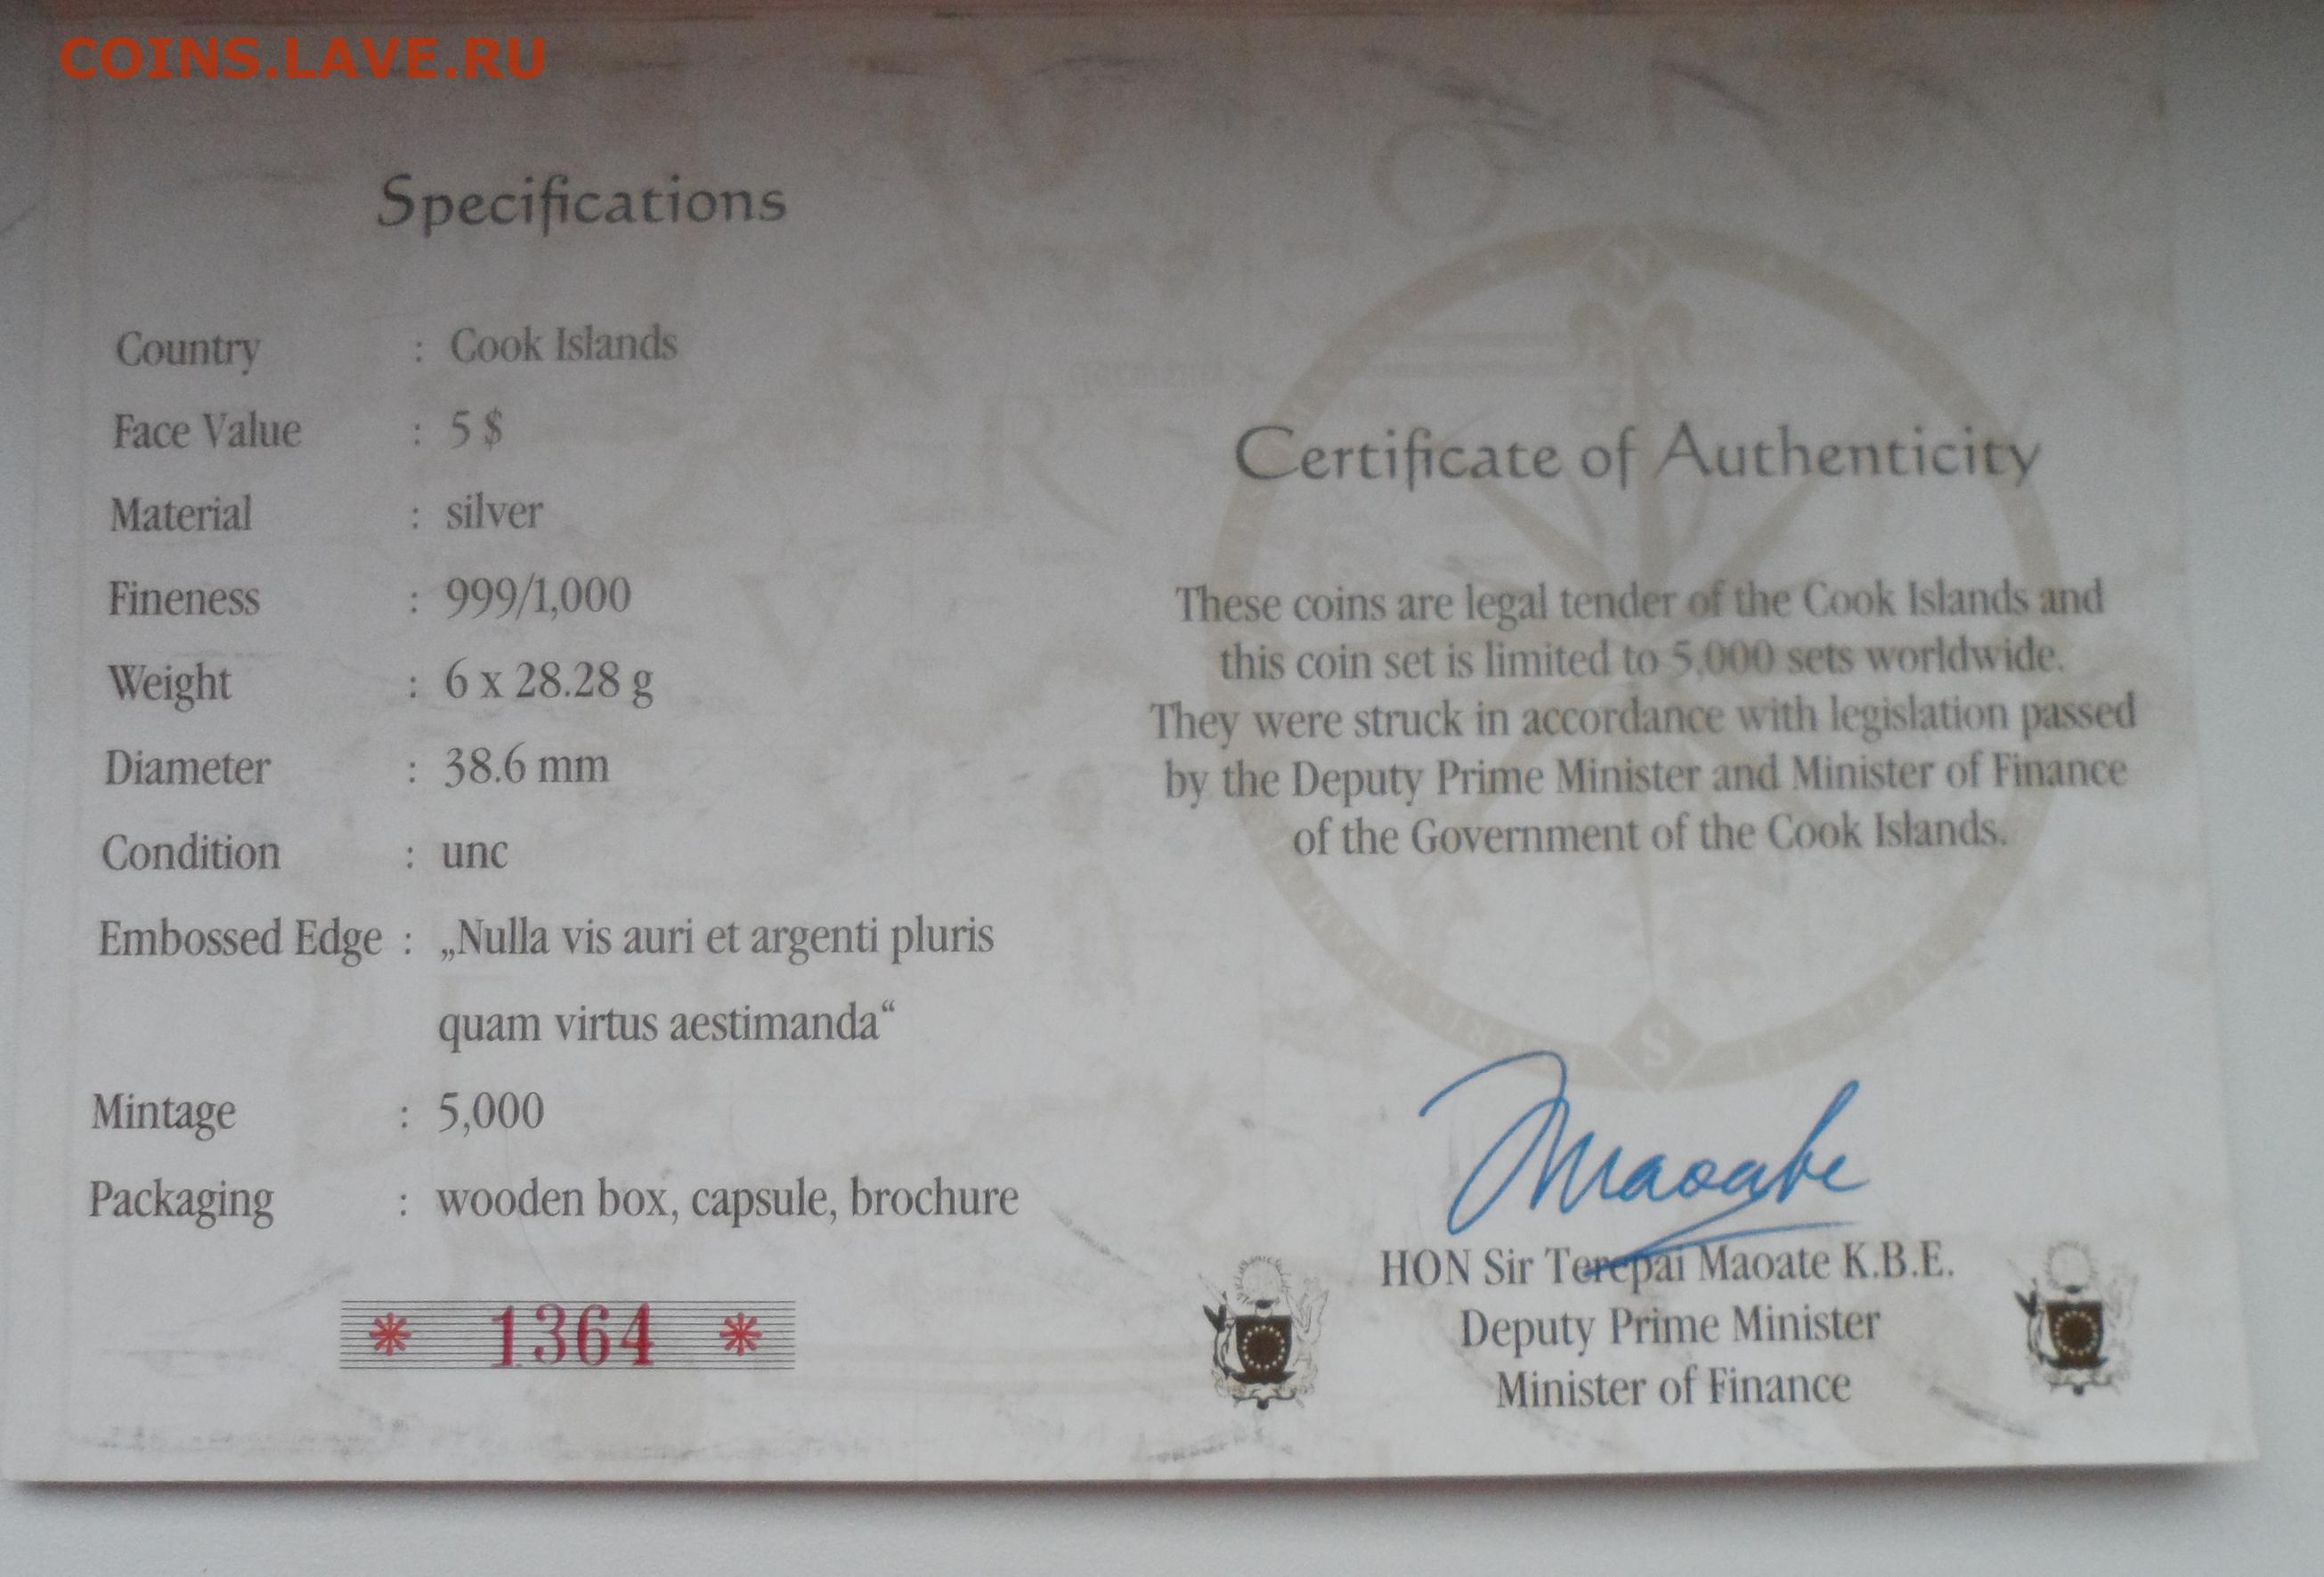 COINS.LAVE.RU
Specifications
Country : Cook Islands
Face Value : 5 $
Material : silver
Fineness : 999/1,000
Weight : 6 x 28.28 g
Diameter : 38.6 mm
Condition : unc
Embossed Edge : „Nulla vis auri et argenti pluris
quam virtus aestimanda“
Mintage : 5,000
Packaging : wooden box, capsule, brochure
* 1364 *
Certificate of Authenticity
These coins are legal tender of the Cook Islands and
this coin set is limited to 5,000 sets worldwide.
They were struck in accordance with legislation passed
by the Deputy Prime Minister and Minister of Finance
of the Government of the Cook Islands.
Maoate
HON Sir Terepai Maoate K.B.E.
Deputy Prime Minister
Minister of Finance
N
S